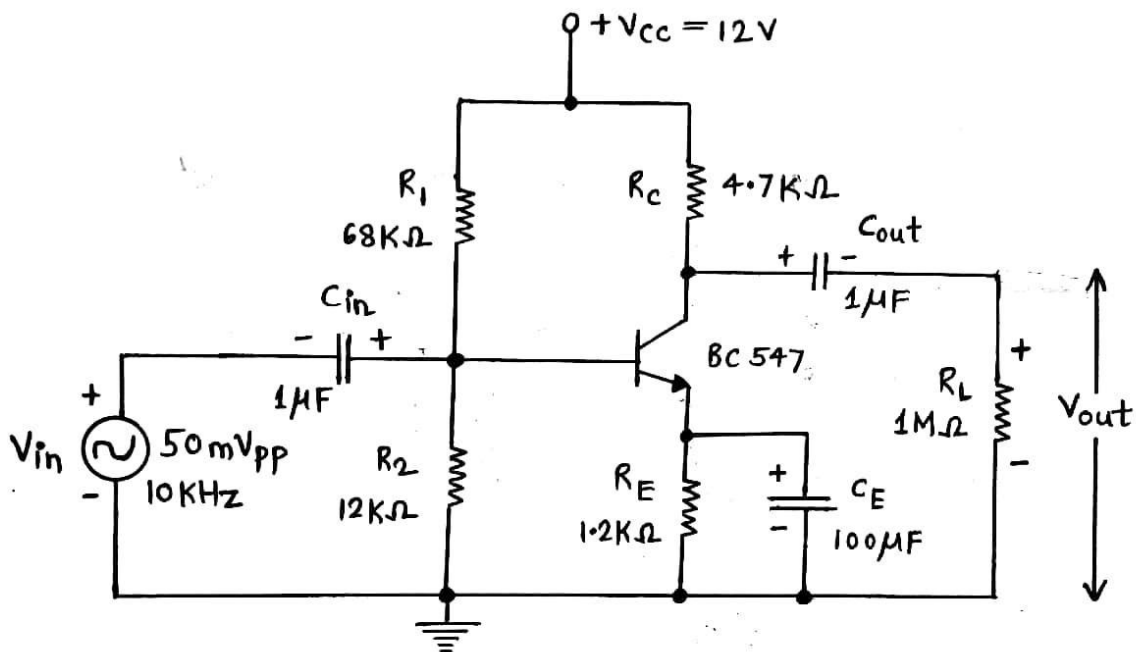 +VCC = 12V
R1
68KΩ
RC
4.7KΩ
Cout
+ -
1µF
Cin
- +
1µF
BC 547
+
Vin
50mVPP
10KHz
-
R2
12KΩ
RE
1.2KΩ
+
-
CE
100µF
RL
1MΩ
+
-
Vout